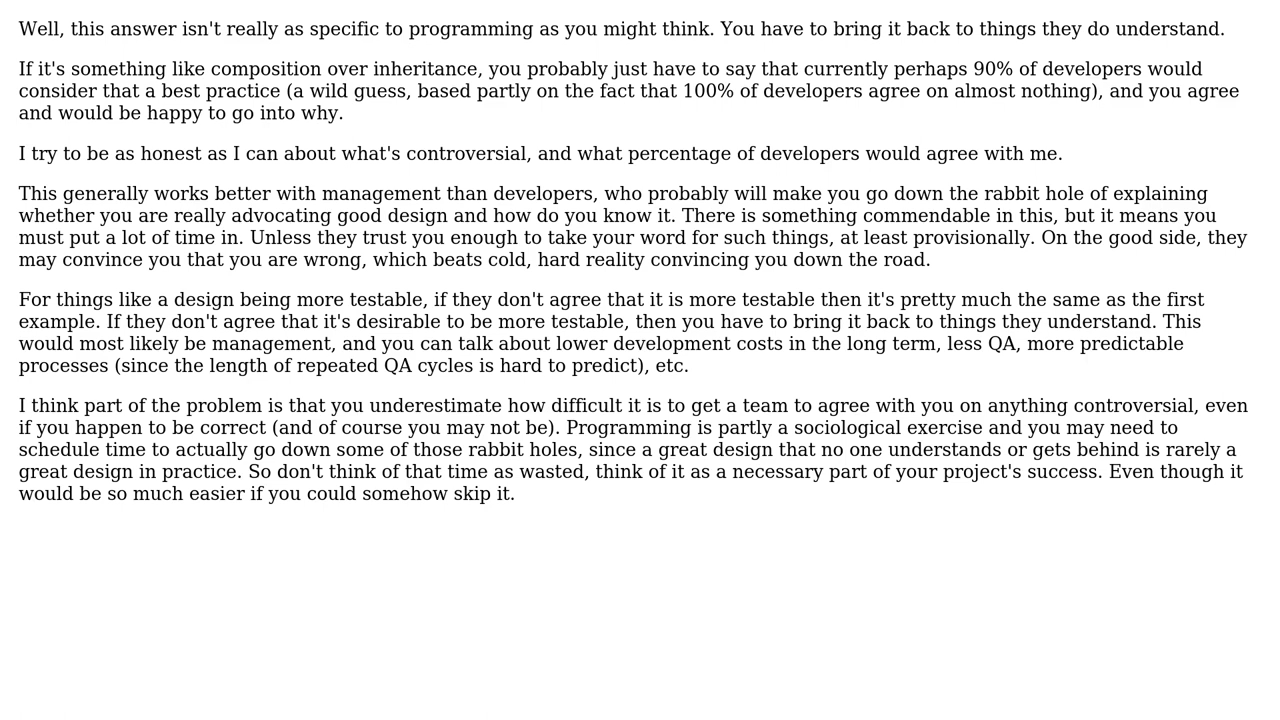 Well, this answer isn't really as specific to programming as you might think. You have to bring it back to things they do understand.
If it's something like composition over inheritance, you probably just have to say that currently perhaps 90% of developers would
consider that a best practice (a wild guess, based partly on the fact that 100% of developers agree on almost nothing), and you agree
and would be happy to go into why.
I try to be as honest as I can about what's controversial, and what percentage of developers would agree with me.
This generally works better with management than developers, who probably will make you go down the rabbit hole of explaining
whether you are really advocating good design and how do you know it. There is something commendable in this, but it means you
must put a lot of time in. Unless they trust you enough to take your word for such things, at least provisionally. On the good side, they
may convince you that you are wrong, which beats cold, hard reality convincing you down the road.
For things like a design being more testable, if they don't agree that it is more testable then it's pretty much the same as the first
example. If they don't agree that it's desirable to be more testable, then you have to bring it back to things they understand. This
would most likely be management, and you can talk about lower development costs in the long term, less QA, more predictable
processes (since the length of repeated QA cycles is hard to predict), etc.
I think part of the problem is that you underestimate how difficult it is to get a team to agree with you on anything controversial, even
if you happen to be correct (and of course you may not be). Programming is partly a sociological exercise and you may need to
schedule time to actually go down some of those rabbit holes, since a great design that no one understands or gets behind is rarely a
great design in practice. So don't think of that time as wasted, think of it as a necessary part of your project's success. Even though it
would be so much easier if you could somehow skip it.